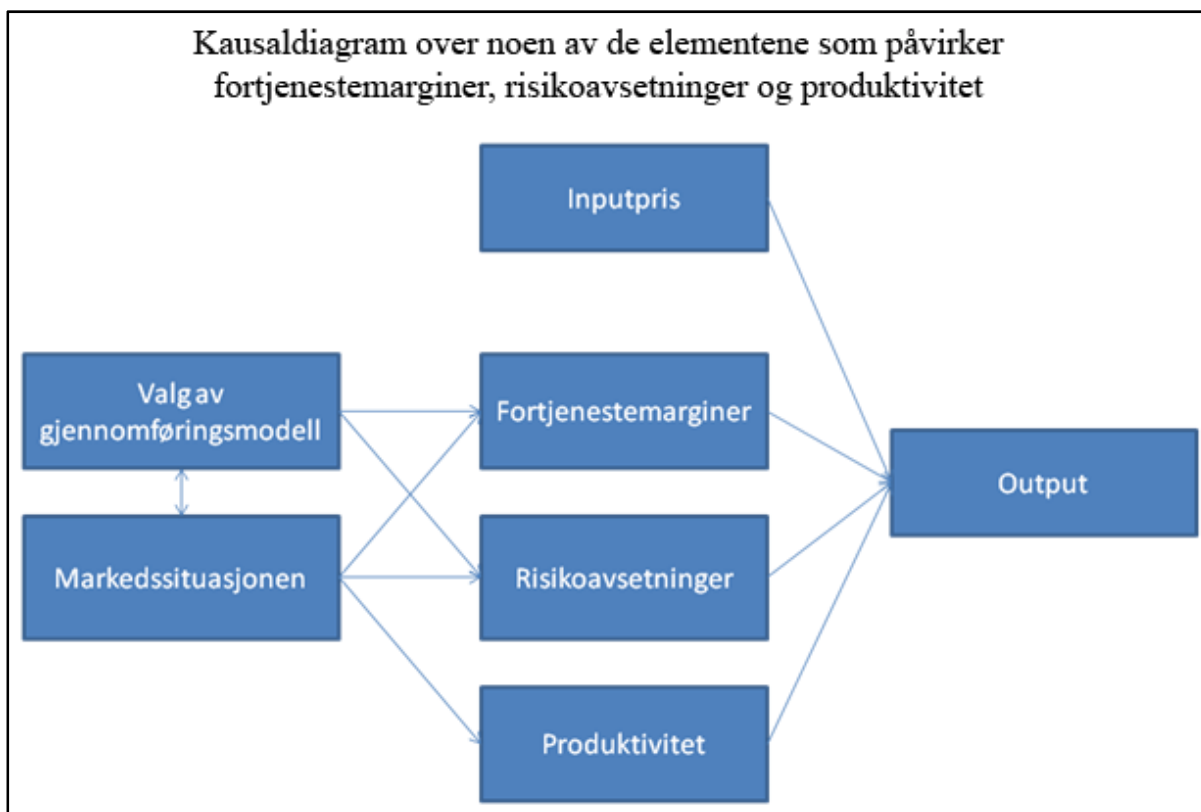 Kausaldiagram over noen av de elementene som påvirker
fortjenestemarginer, risikoavsetninger og produktivitet
Inputpris
Valg av
gjennomføringsmodell
Fortjenestemarginer
Output
Markedssituasjonen
Risikoavsetninger
Produktivitet